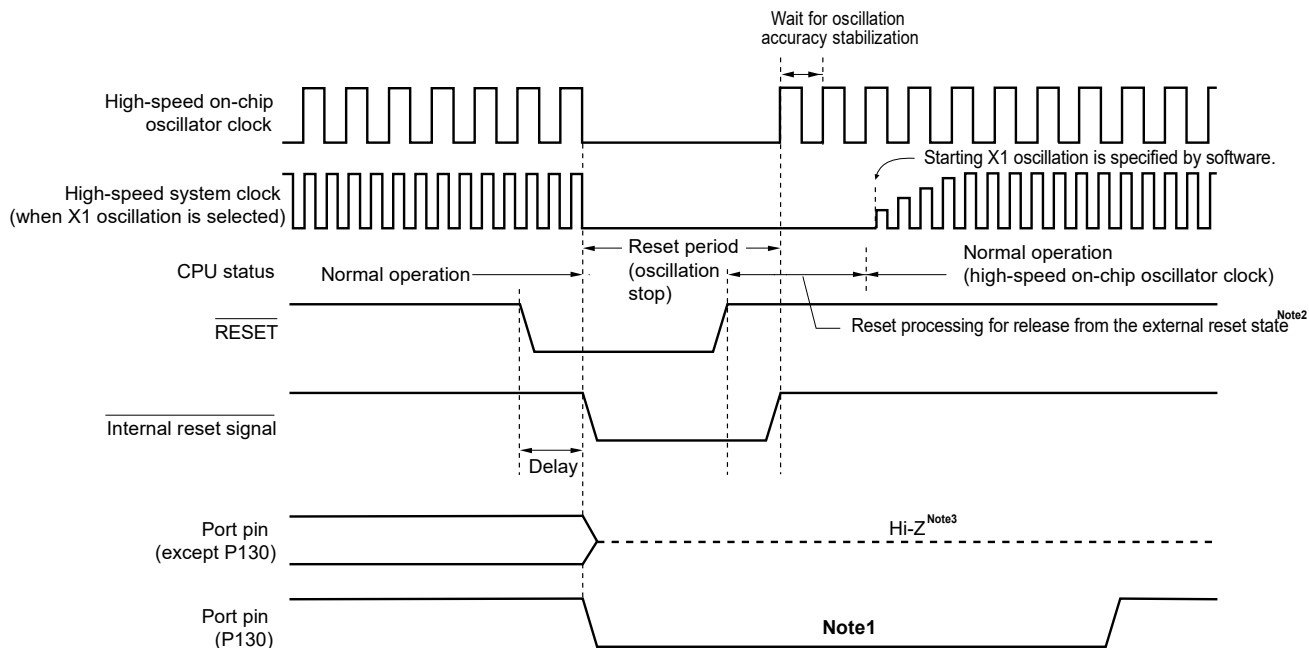 Wait for oscillation
accuracy stabilization
High-speed on-chip
oscillator clock
Starting X1 oscillation is specified by software.
High-speed system clock
(when X1 oscillation is selected)
CPU status
Normal operation
Reset period
(oscillation
stop)
Normal operation
(high-speed on-chip oscillator clock)
RESET
Reset processing for release from the external reset state Note2
Internal reset signal
Delay
Port pin
(except P130)
Hi-Z Note3
Port pin
(P130)
Note1